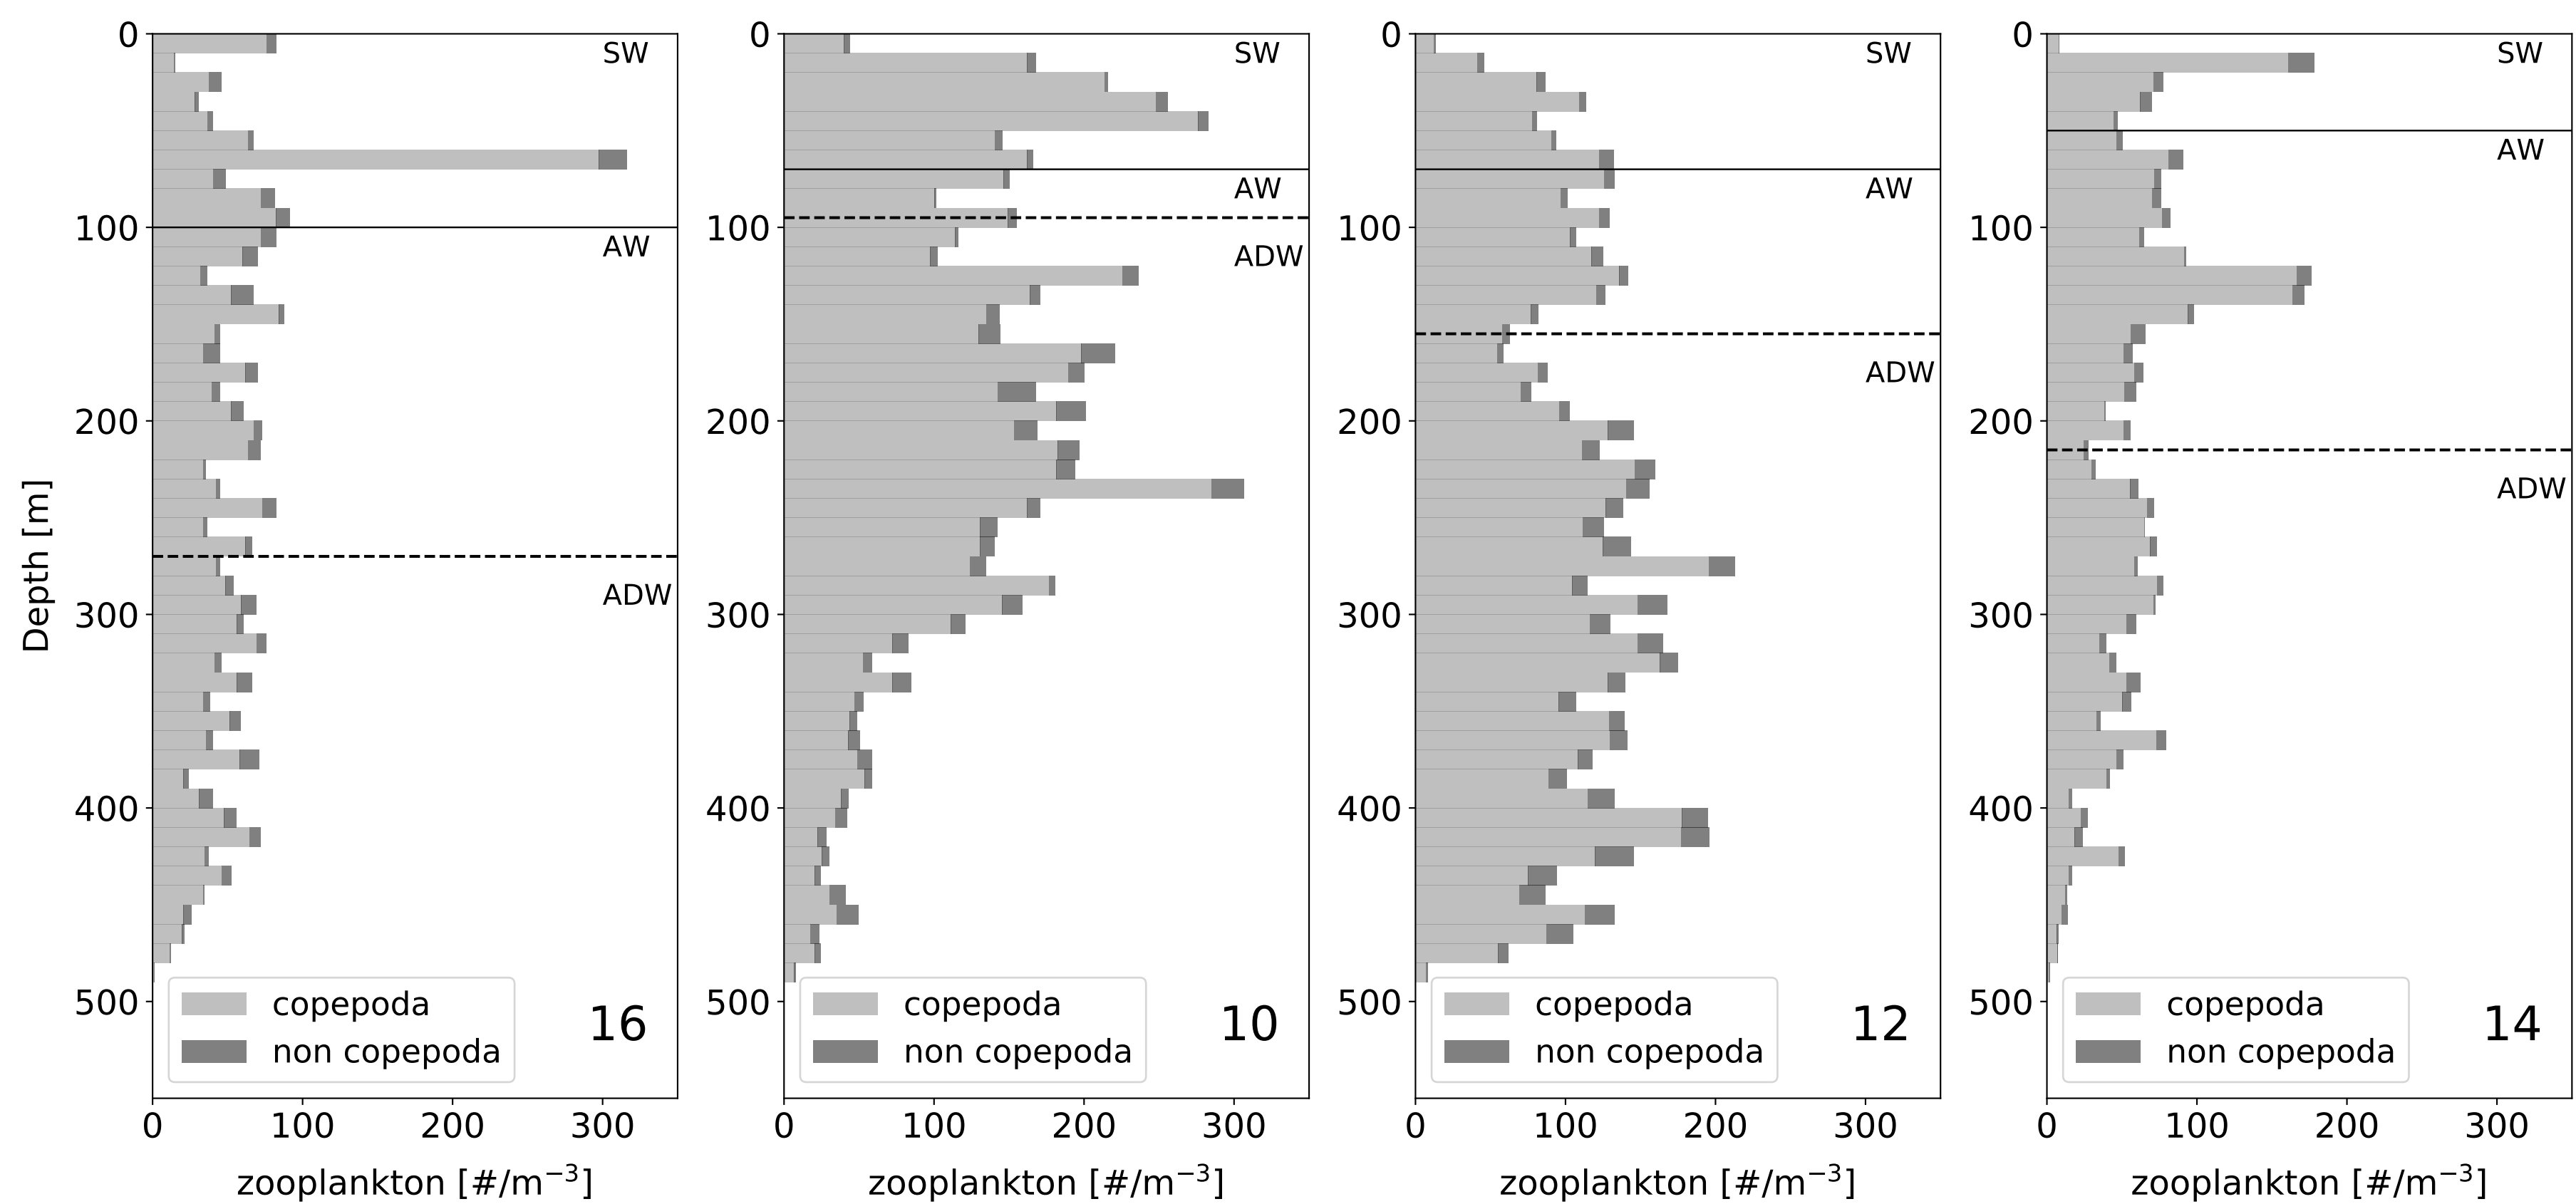 Depth [m]
0
100
200
300
400
500
SW
AW
ADW
copepoda
non copepoda
16
0 100 200 300
zooplankton [#/m⁻³]
0
100
200
300
400
500
SW
AW
ADW
copepoda
non copepoda
10
0 100 200 300
zooplankton [#/m⁻³]
0
100
200
300
400
500
SW
AW
ADW
copepoda
non copepoda
12
0 100 200 300
zooplankton [#/m⁻³]
0
100
200
300
400
500
SW
AW
ADW
copepoda
non copepoda
14
0 100 200 300
zooplankton [#/m⁻³]